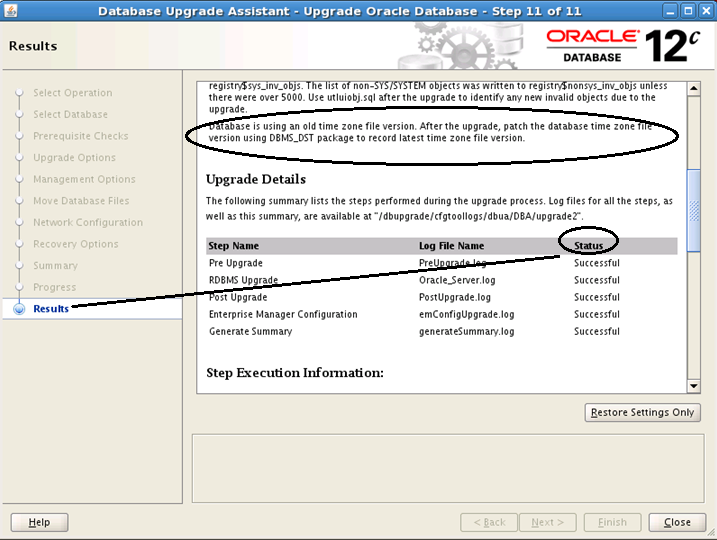 Database Upgrade Assistant - Upgrade Oracle Database - Step 11 of 11
Results
ORACLE
DATABASE 12c
Select Operation
Select Database
Prerequisite Checks
Upgrade Options
Management Options
Move Database Files
Network Configuration
Recovery Options
Summary
Progress
Results
registry$sys_inv_objs. The list of non-SYS/SYSTEM objects was written to registry$nonsys_inv_objs unless
there were over 5000. Use utluiobj.sql after the upgrade to identify any new invalid objects due to the
upgrade.
Database is using an old time zone file version. After the upgrade, patch the database time zone file
version using DBMS_DST package to record latest time zone file version.
Upgrade Details
The following summary lists the steps performed during the upgrade process. Log files for all the steps, as
well as this summary, are available at "/dbupgrade/cfgtoollogs/dbua/DBA/upgrade2".
Step Name Log File Name Status
Pre Upgrade PreUpgrade.log Successful
RDBMS Upgrade Oracle_Server.log Successful
Post Upgrade PostUpgrade.log Successful
Enterprise Manager Configuration emConfigUpgrade.log Successful
Generate Summary generateSummary.log Successful
Step Execution Information:
Restore Settings Only
Help
< Back
Next >
Finish
Close